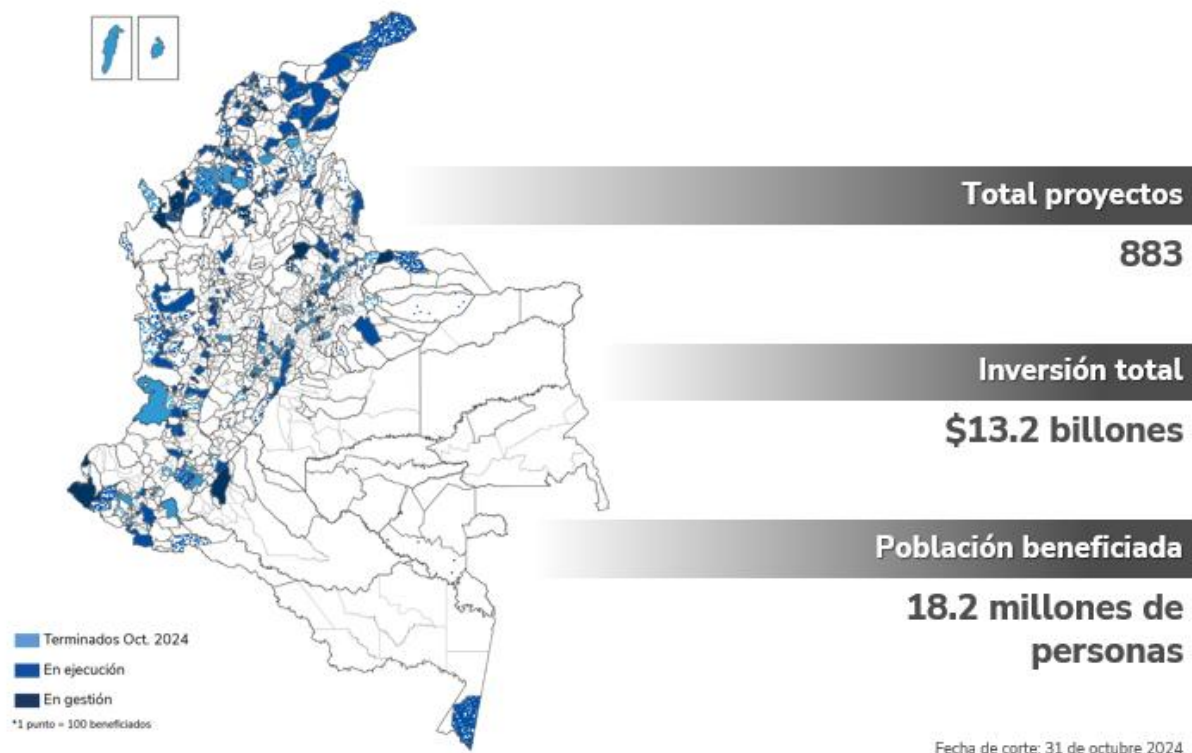 Total proyectos
883
Inversión total
$13.2 billones
Población beneficiada
18.2 millones de
personas
Terminados Oct. 2024
En ejecución
En gestión
*1 punto = 100 beneficiados
Fecha de corte: 31 de octubre 2024